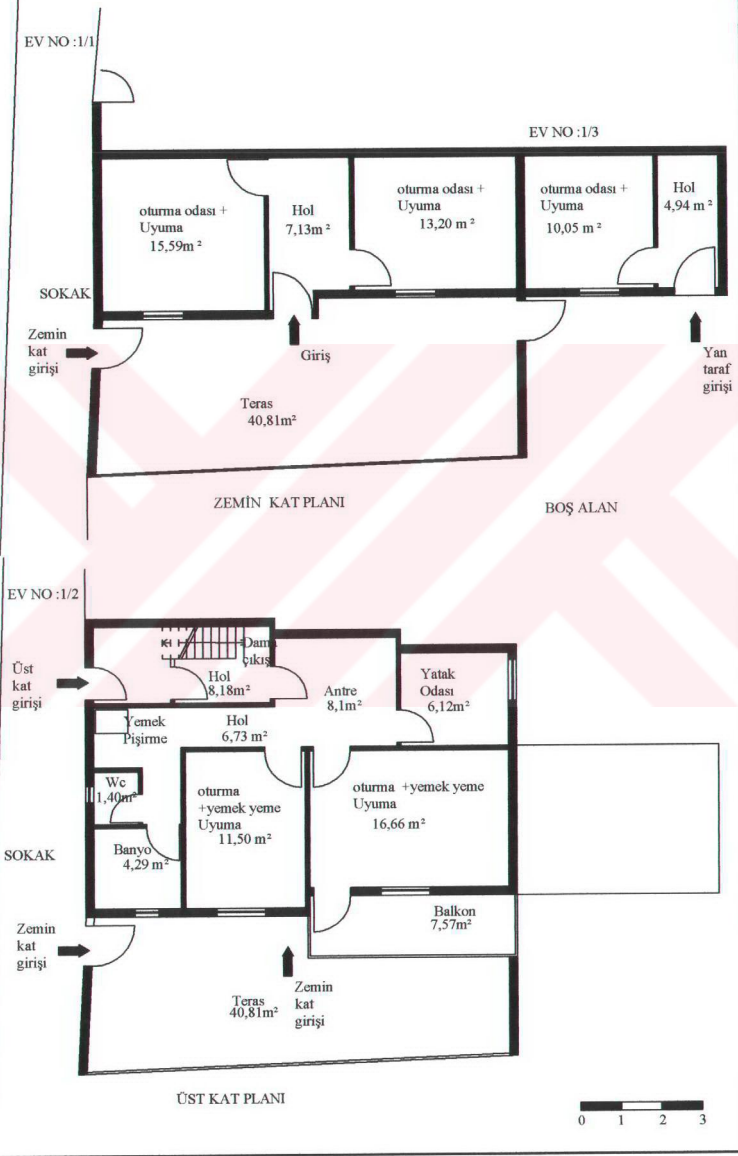 EV NO :1/1
EV NO :1/3
oturma odası +
Uyuma
15,59m²
Hol
7,13m²
oturma odası +
Uyuma
13,20 m²
oturma odası +
Uyuma
10,05 m²
Hol
4,94 m²
SOKAK
Zemin
kat
girişi
Giriş
Yan
taraf
girişi
Teras
40,81m²
ZEMİN KAT PLANI
BOŞ ALAN
EV NO :1/2
Üst
kat
girişi
Dama
çıkış
Hol
8,18m²
Antre
8,1m²
Yatak
Odası
6,12m²
Yemek
Pişirme
Hol
6,73 m²
Wc
1,40m²
oturma
+yemek yeme
Uyuma
11,50 m²
oturma +yemek yeme
Uyuma
16,66 m²
Banyo
4,29 m²
SOKAK
Balkon
7,57m²
Zemin
kat
girişi
Teras
40,81m²
Zemin
kat
girişi
ÜST KAT PLANI
0 1 2 3